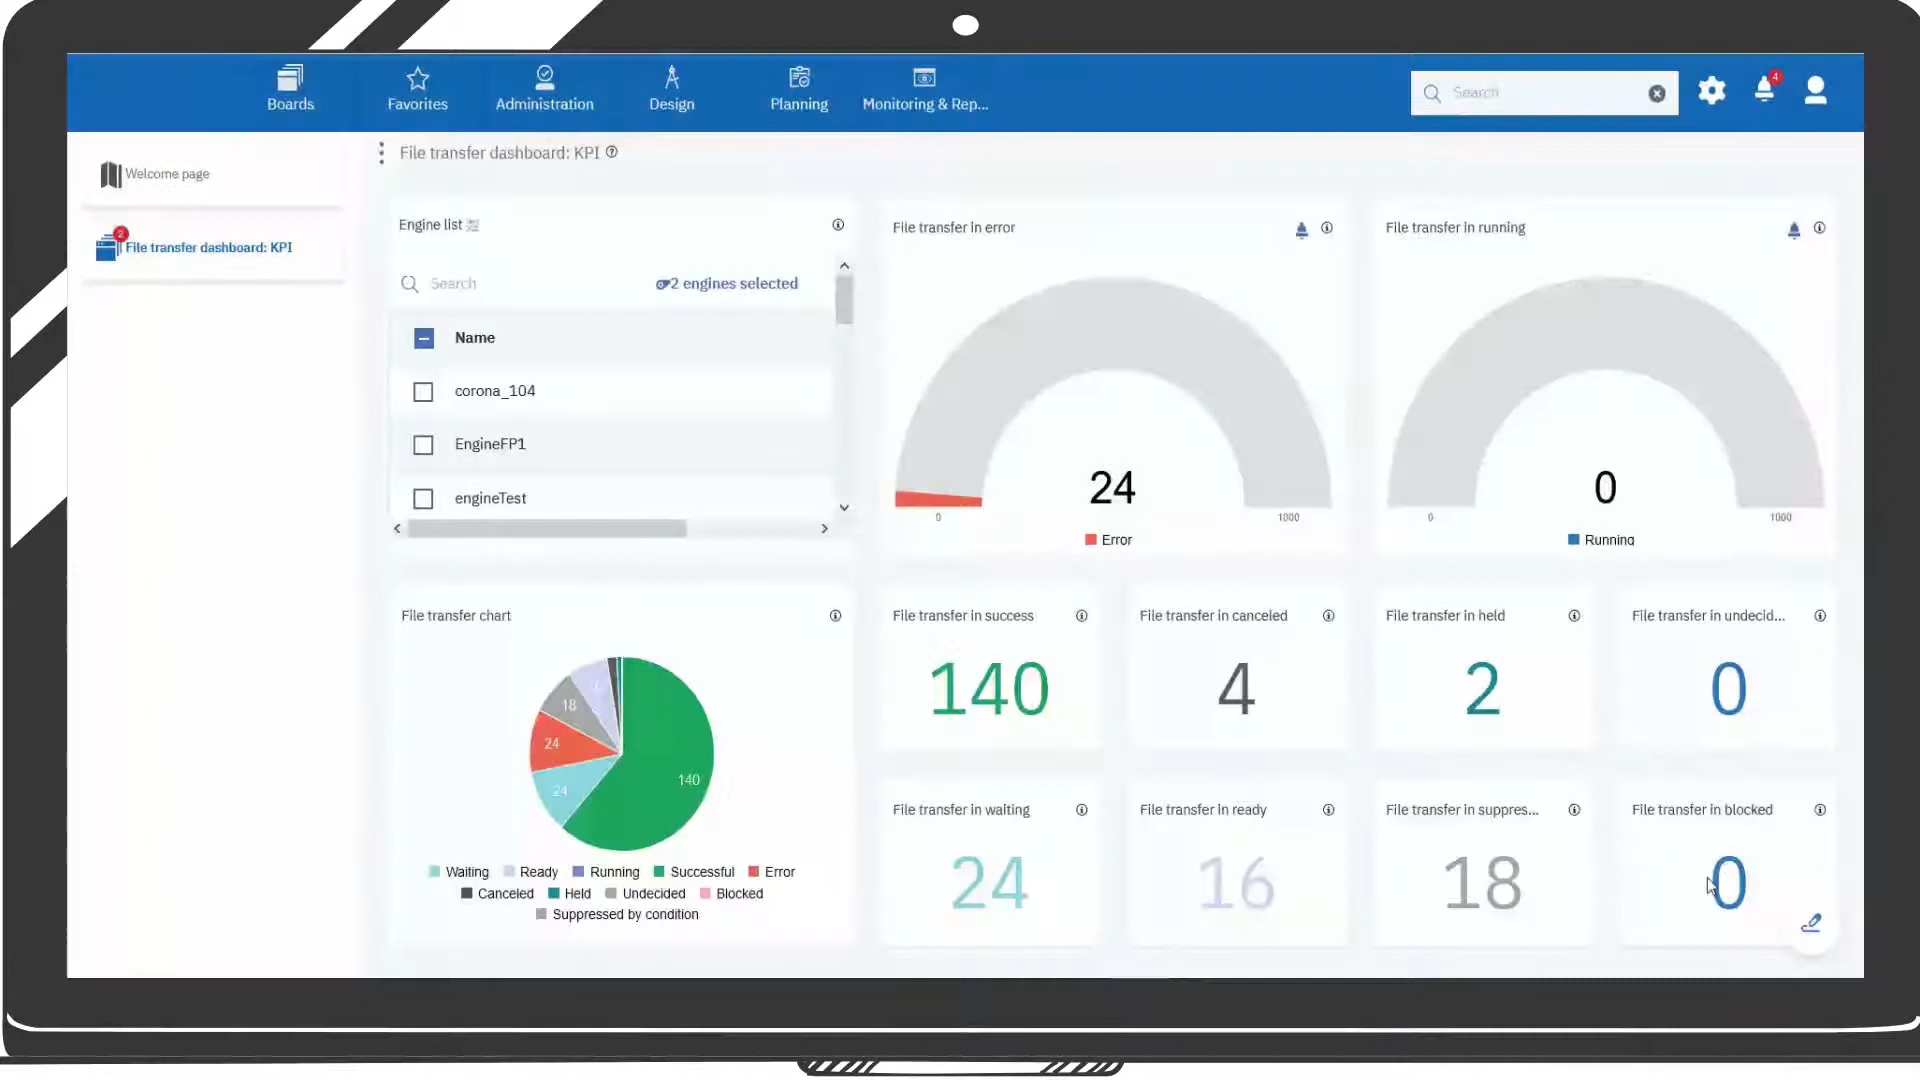 Boards
Favorites
Administration
Design
Planning
Monitoring & Rep...
Search
4
Welcome page
2
File transfer dashboard: KPI
File transfer dashboard: KPI
Engine list
Search
2 engines selected
Name
corona_104
EngineFP1
engineTest
File transfer in error
24
0
1000
Error
File transfer in running
0
0
1000
Running
File transfer chart
18
24
24
140
Waiting Ready Running Successful Error
Canceled Held Undecided Blocked
Suppressed by condition
File transfer in success
140
File transfer in canceled
4
File transfer in held
2
File transfer in undecid...
0
File transfer in waiting
24
File transfer in ready
16
File transfer in suppres...
18
File transfer in blocked
0